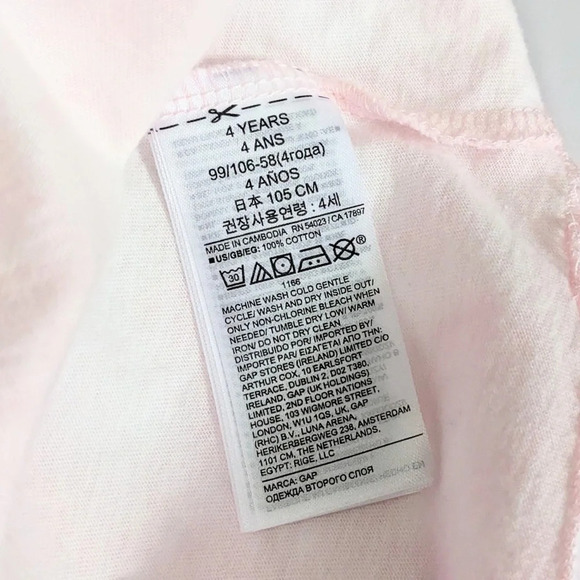 4 YEARS
4 ANS
99/106-58(4года)
4 AÑOS
日本 105 CM
권장사용연령 : 4세
MADE IN CAMBODIA RN 54023 / CA 17897
■US/GB/EG: 100% COTTON
30
1166
MACHINE WASH COLD GENTLE
CYCLE/ WASH AND DRY INSIDE OUT/
ONLY NON-CHLORINE BLEACH WHEN
NEEDED/ TUMBLE DRY LOW/ WARM
IRON/ DO NOT DRY CLEAN
DISTRIBUIDO POR/ IMPORTED BY/
IMPORTE PAR/ ΕΙΣΑΓΕΤΑΙ ΑΠΟ ΤΗΝ:
GAP STORES (IRELAND) LIMITED C/O
ARTHUR COX, 10 EARLSFORT
TERRACE, DUBLIN 2, D02 T380,
IRELAND, GAP (UK HOLDINGS)
LIMITED, 2ND FLOOR NATIONS
HOUSE, 103 WIGMORE STREET,
LONDON, W1U 1QS, UK, GAP
(RHC) B.V., LUNA ARENA,
HERIKERBERGWEG 238, AMSTERDAM
1101 CM, THE NETHERLANDS,
EGYPT: RIGE, LLC
МАРСА: GAP
ОДЕЖДА ВТОРОГО СЛОЯ